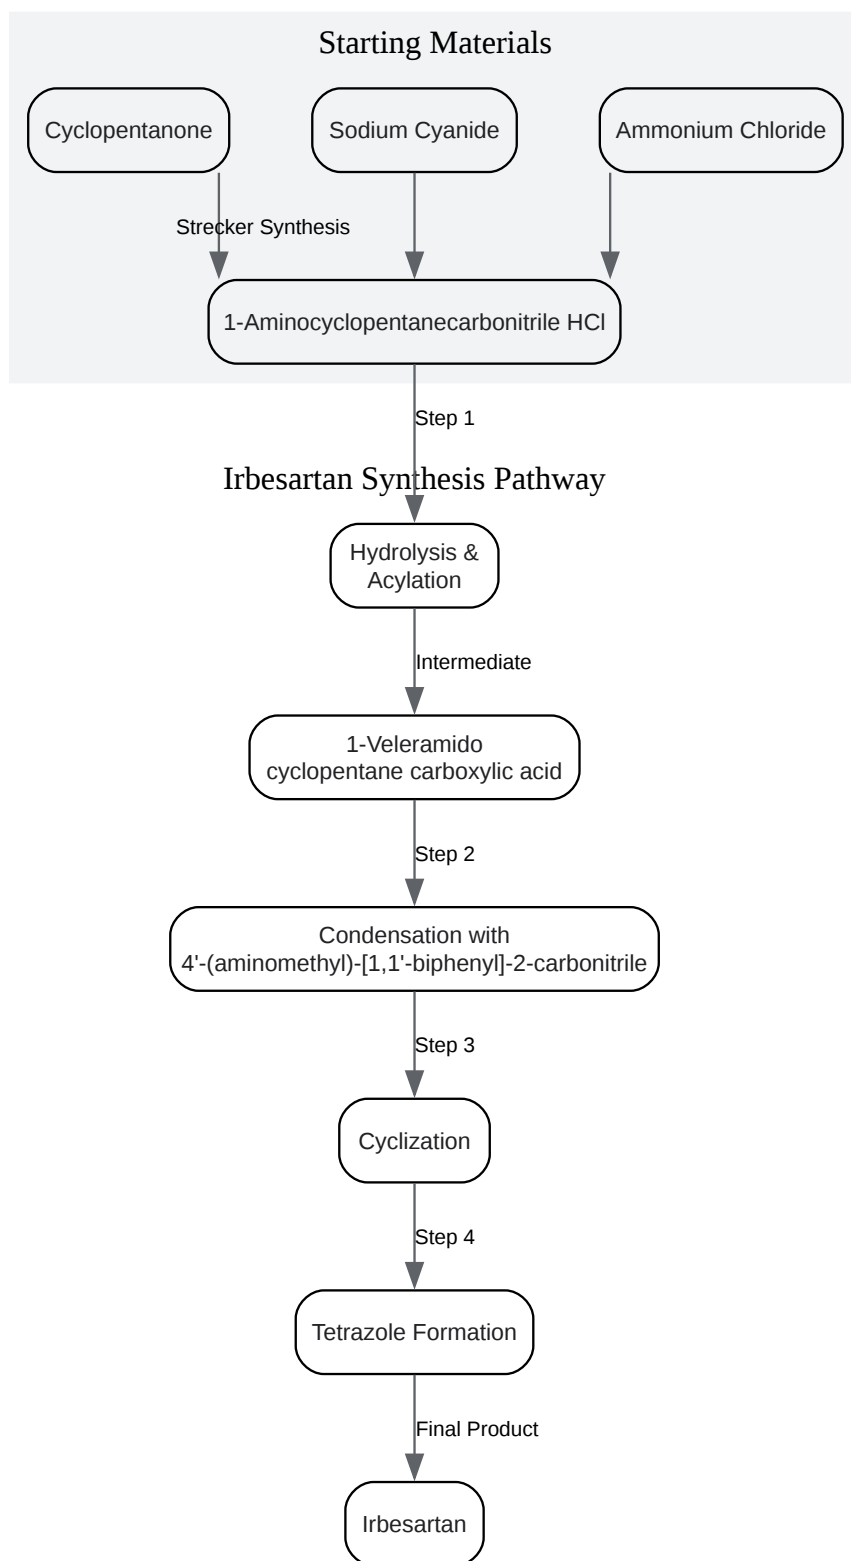 Starting Materials
Cyclopentanone
Sodium Cyanide
Ammonium Chloride
Strecker Synthesis
1-Aminocyclopentanecarbonitrile HCl
Step 1
Irbesartan Synthesis Pathway
Hydrolysis &
Acylation
Intermediate
1-Veleramido
cyclopentane carboxylic acid
Step 2
Condensation with
4'-(aminomethyl)-[1,1'-biphenyl]-2-carbonitrile
Step 3
Cyclization
Step 4
Tetrazole Formation
Final Product
Irbesartan